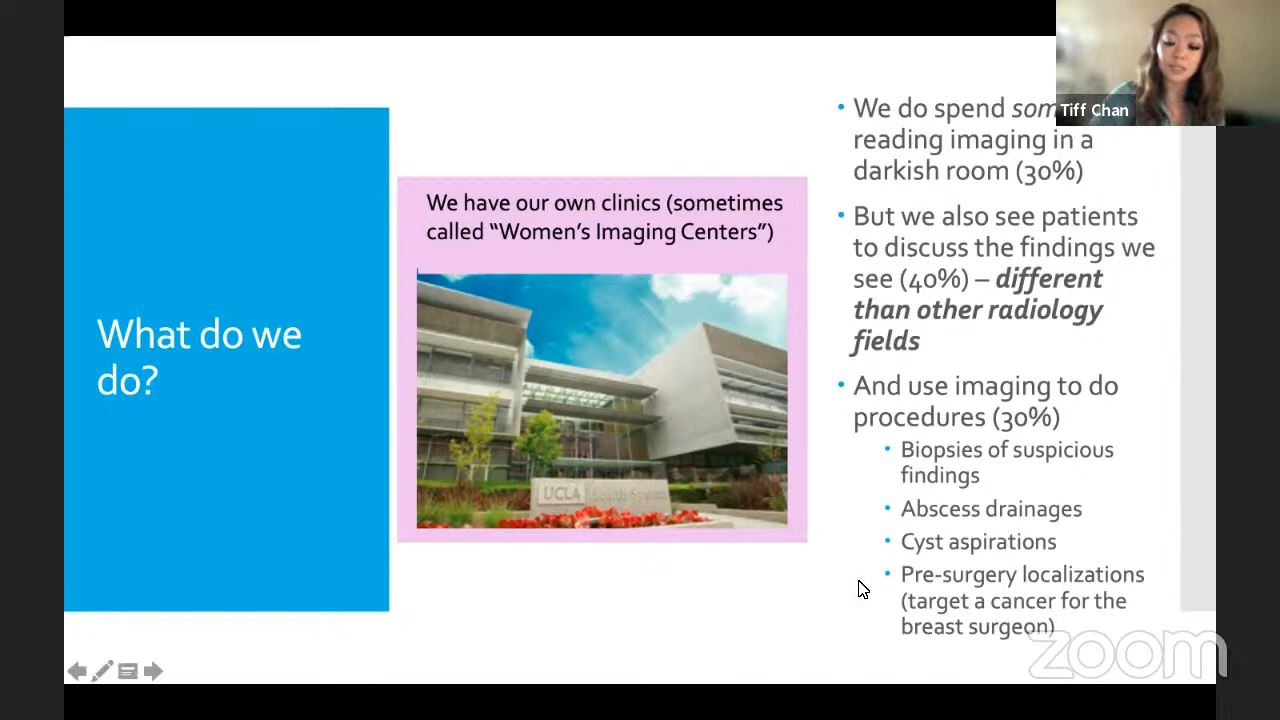 What do we
do?
We have our own clinics (sometimes
called “Women’s Imaging Centers”)
UCLA Health System
Tiff Chan
• We do spend som
reading imaging in a
darkish room (30%)
• But we also see patients
to discuss the findings we
see (40%) – different
than other radiology
fields
• And use imaging to do
procedures (30%)
• Biopsies of suspicious
findings
• Abscess drainages
• Cyst aspirations
• Pre-surgery localizations
(target a cancer for the
breast surgeon)
zoom